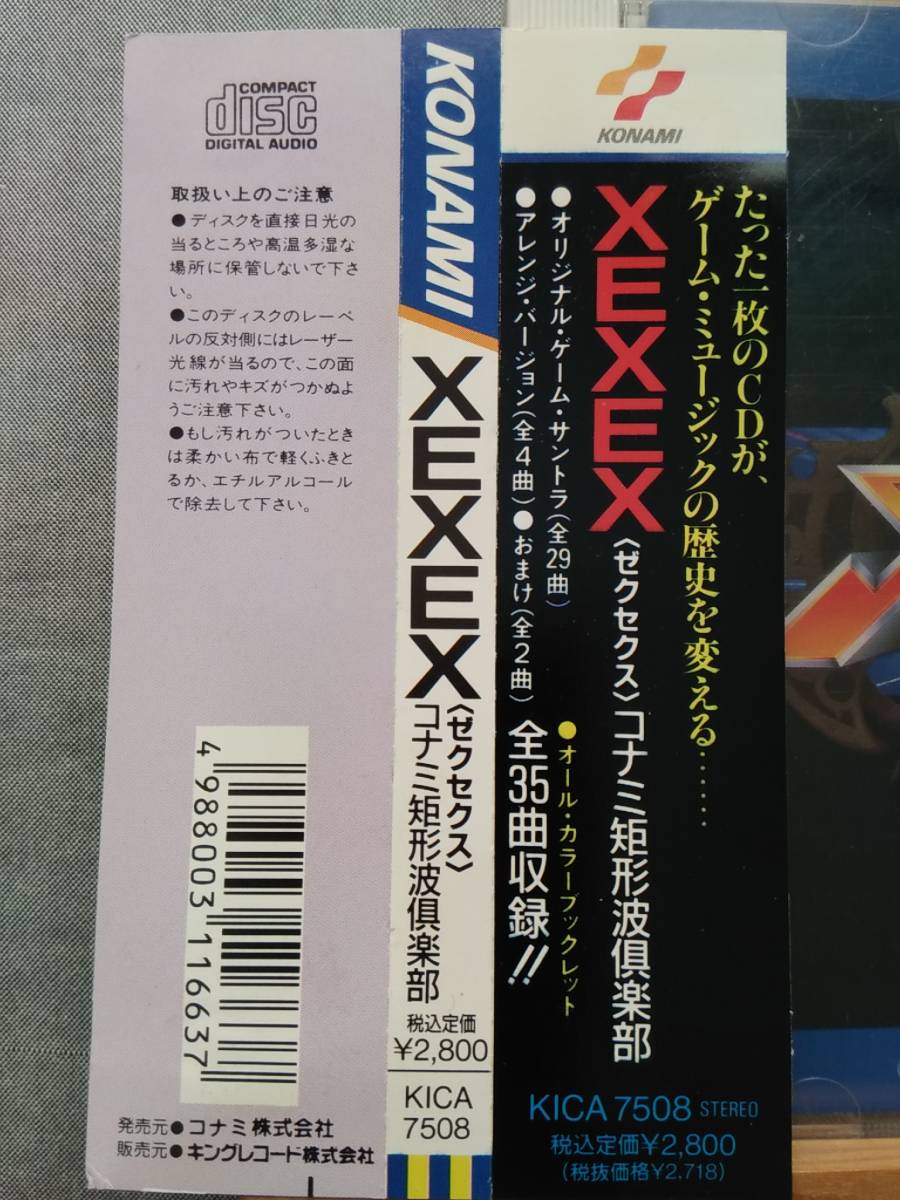 COMPACT
disc
DIGITAL AUDIO
取扱い上のご注意
●ディスクを直接日光の
当るところや高温多湿な
場所に保管しないで下さ
い。
●このディスクのレーベ
ルの反対側にはレーザー
光線が当るので、この面
に汚れやキズがつかぬよ
うご注意下さい。
●もし汚れがついたとき
は柔かい布で軽くふきと
るか、エチルアルコール
で除去して下さい。
4 988003 116637
発売元●コナミ株式会社
販売元●キングレコード株式会社
KONAMI
XEXEX
〈ゼクセクス〉
コナミ矩形波倶楽部
税込定価
¥2,800
KICA
7508
KONAMI
たった一枚のCDが、
ゲーム・ミュージックの歴史を変える……
XEXEX〈ゼクセクス〉コナミ矩形波倶楽部
●オリジナル・ゲーム・サントラ(全29曲)
●アレンジ・バージョン(全4曲)●おまけ(全2曲)
●オール・カラーブックレット
全35曲収録!!
KICA 7508 STEREO
税込定価¥2,800
(税抜価格¥2,718)